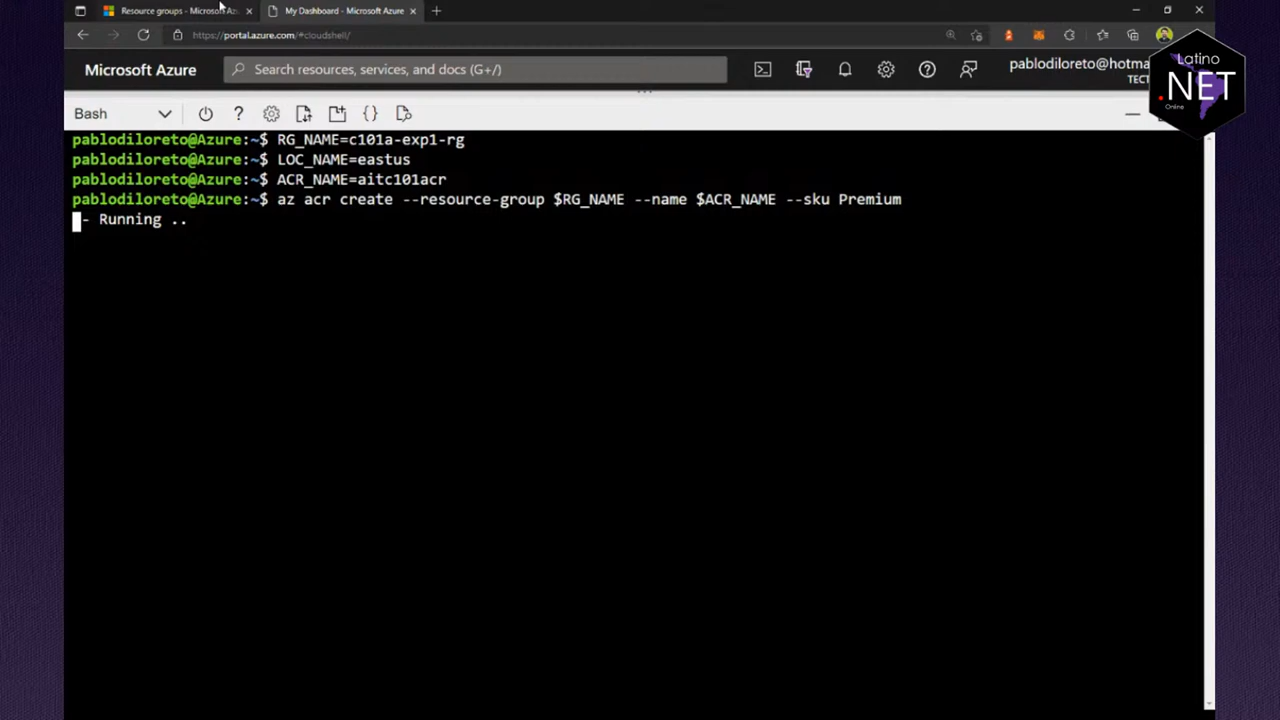 Resource groups - Microsoft Az
My Dashboard - Microsoft Azure
https://portal.azure.com/#cloudshell/
Microsoft Azure
Search resources, services, and docs (G+/)
pablodiloreto@hotma
ТЕСТ
Latino
.NET
Online
Bash
pablodiloreto@Azure:~$ RG_NAME=c101a-exp1-rg
pablodiloreto@Azure:~$ LOC_NAME=eastus
pablodiloreto@Azure:~$ ACR_NAME=aitc101acr
pablodiloreto@Azure:~$ az acr create --resource-group $RG_NAME --name $ACR_NAME --sku Premium
- Running ..